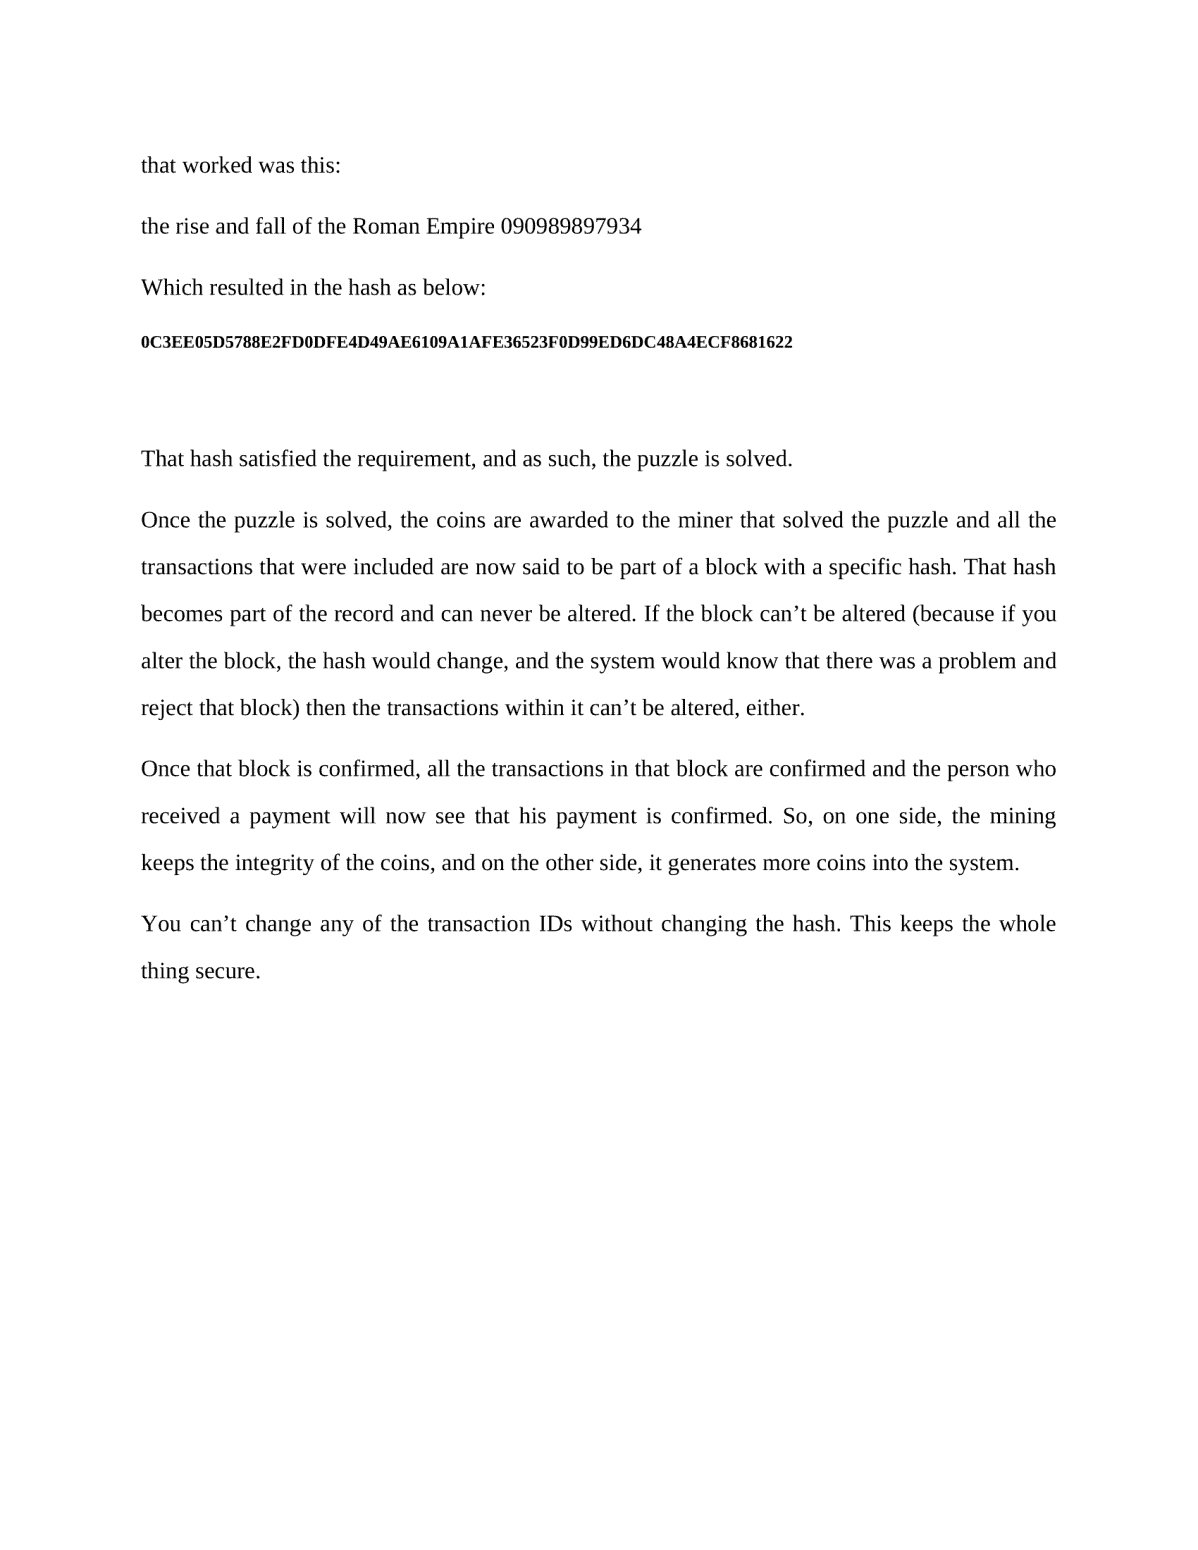 that worked was this:
the rise and fall of the Roman Empire 090989897934
Which resulted in the hash as below:
0C3EE05D5788E2FD0DFE4D49AE6109A1AFE36523F0D99ED6DC48A4ECF8681622
That hash satisfied the requirement, and as such, the puzzle is solved.
Once the puzzle is solved, the coins are awarded to the miner that solved the puzzle and all the
transactions that were included are now said to be part of a block with a specific hash. That hash
becomes part of the record and can never be altered. If the block can’t be altered (because if you
alter the block, the hash would change, and the system would know that there was a problem and
reject that block) then the transactions within it can’t be altered, either.
Once that block is confirmed, all the transactions in that block are confirmed and the person who
received a payment will now see that his payment is confirmed. So, on one side, the mining
keeps the integrity of the coins, and on the other side, it generates more coins into the system.
You can’t change any of the transaction IDs without changing the hash. This keeps the whole
thing secure.